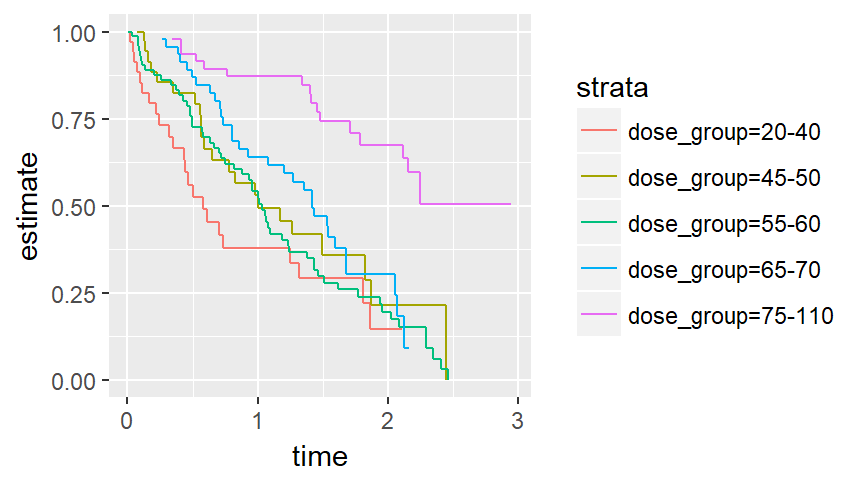 1.00
0.75
0.50
0.25
0.00
estimate
0 1 2 3
time
strata
dose_group=20-40
dose_group=45-50
dose_group=55-60
dose_group=65-70
dose_group=75-110